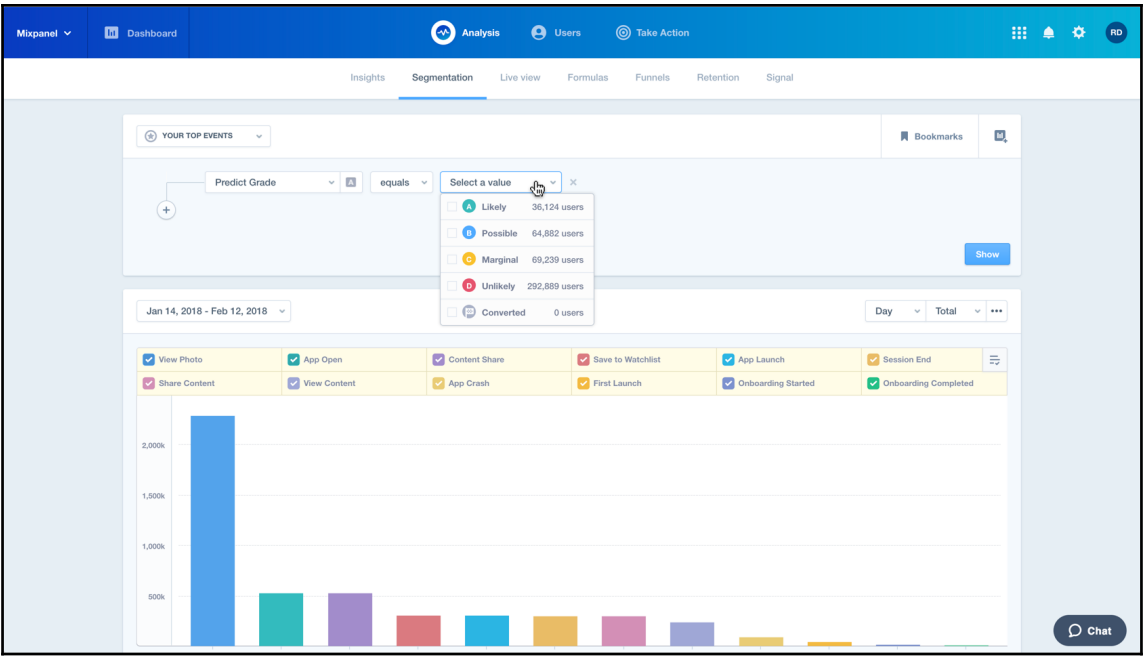 Mixpanel Dashboard Analysis Users Take Action RD
Insights Segmentation Live view Formulas Funnels Retention Signal
YOUR TOP EVENTS Bookmarks
Predict Grade A equals Select a value
A Likely 36,124 users
B Possible 64,882 users
C Marginal 69,239 users
Show
D Unlikely 292,889 users
Converted 0 users
Jan 14, 2018 - Feb 12, 2018 Day Total
View Photo App Open Content Share Save to Watchlist App Launch Session End
Share Content View Content App Crash First Launch Onboarding Started Onboarding Completed
2,000k
1,500k
1,000k
500k
Chat